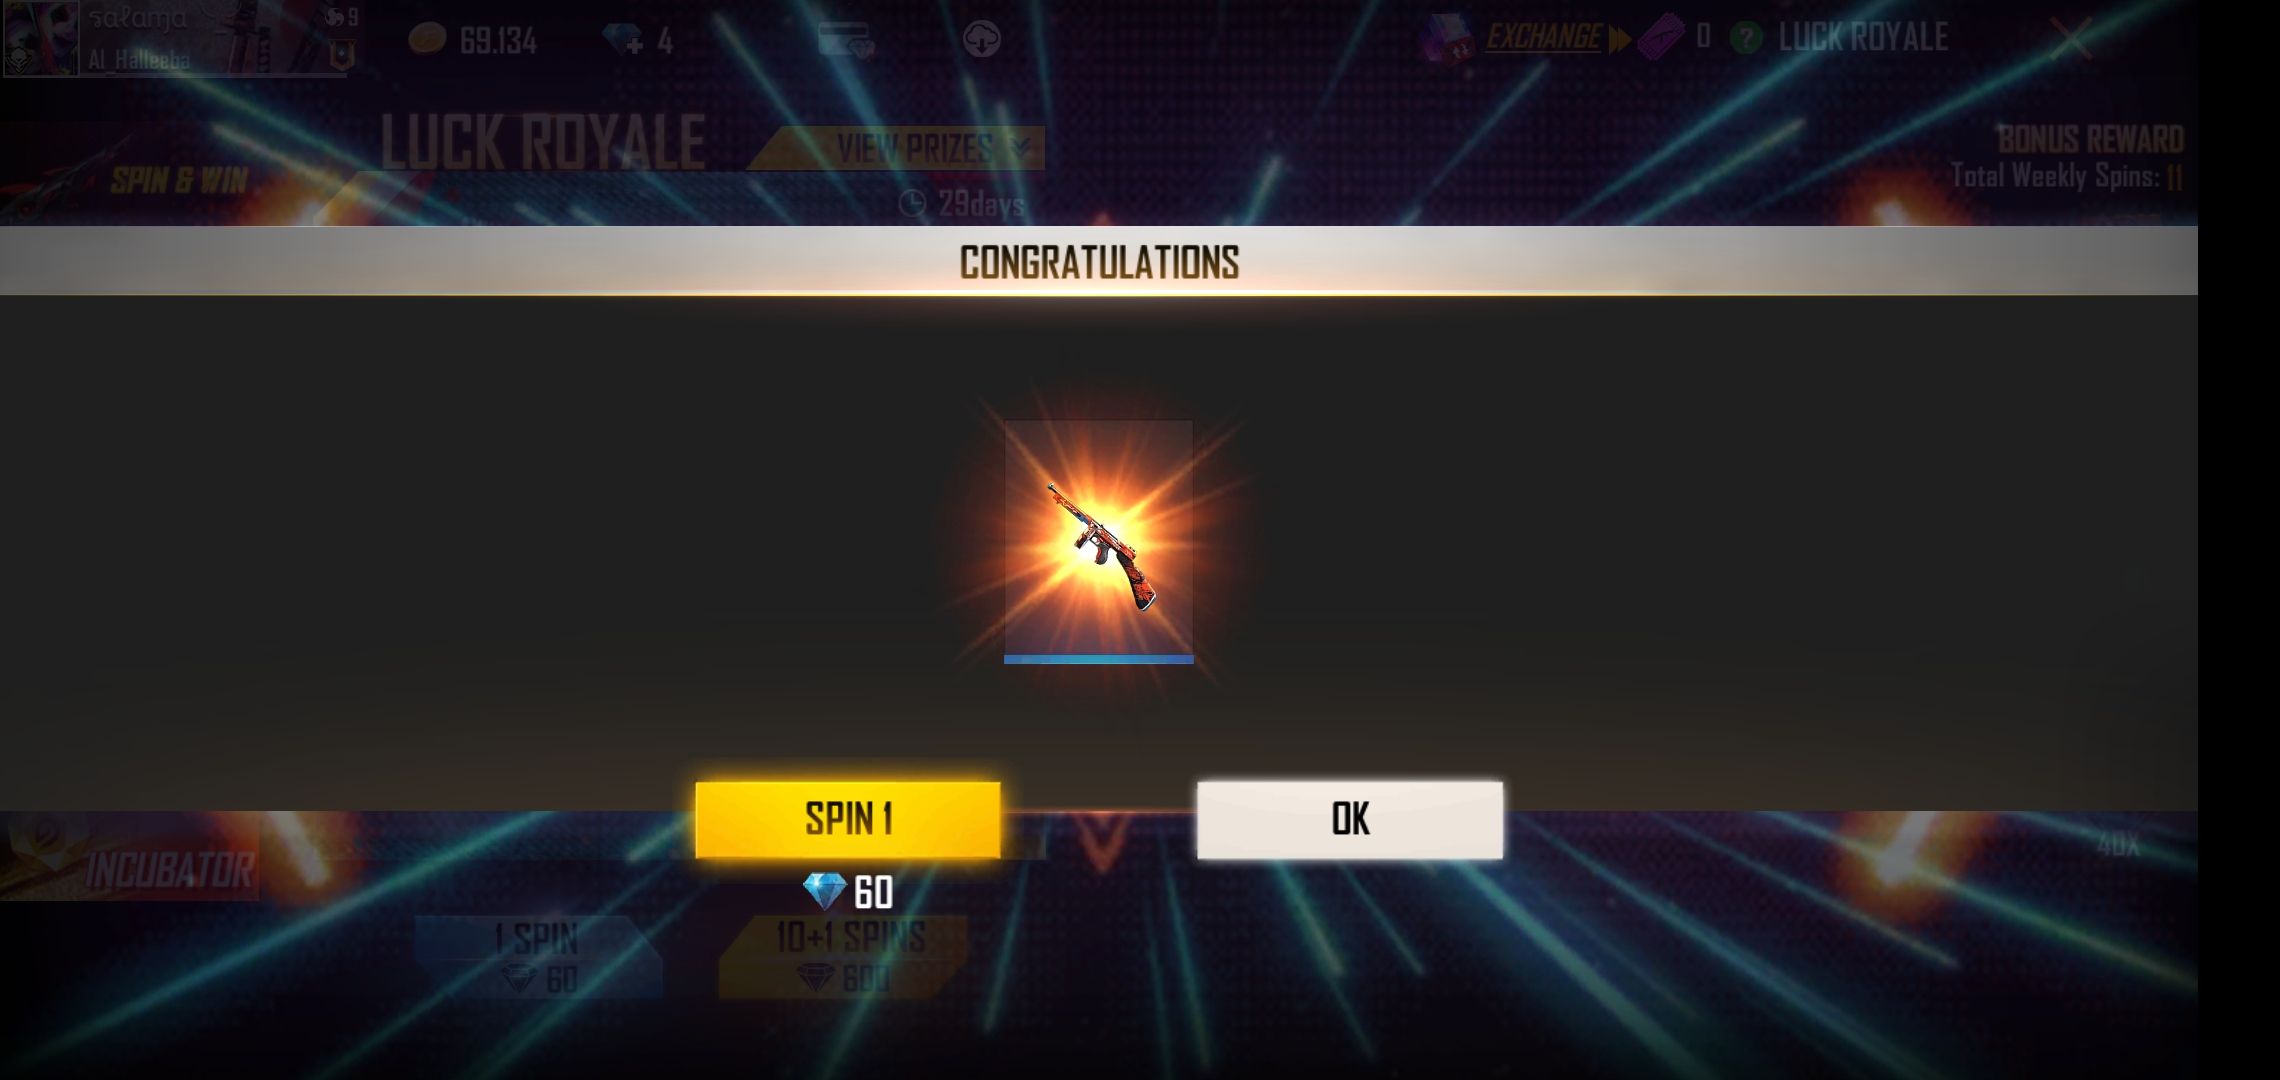 salama
9
Al_Halleeba
69.134
4
EXCHANGE
0
?
LUCK ROYALE
LUCK ROYALE
VIEW PRIZES
BONUS REWARD
Total Weekly Spins: 11
SPIN & WIN
29days
CONGRATULATIONS
SPIN 1
OK
60
INCUBATOR
40X
1 SPIN
60
10+1 SPINS
600